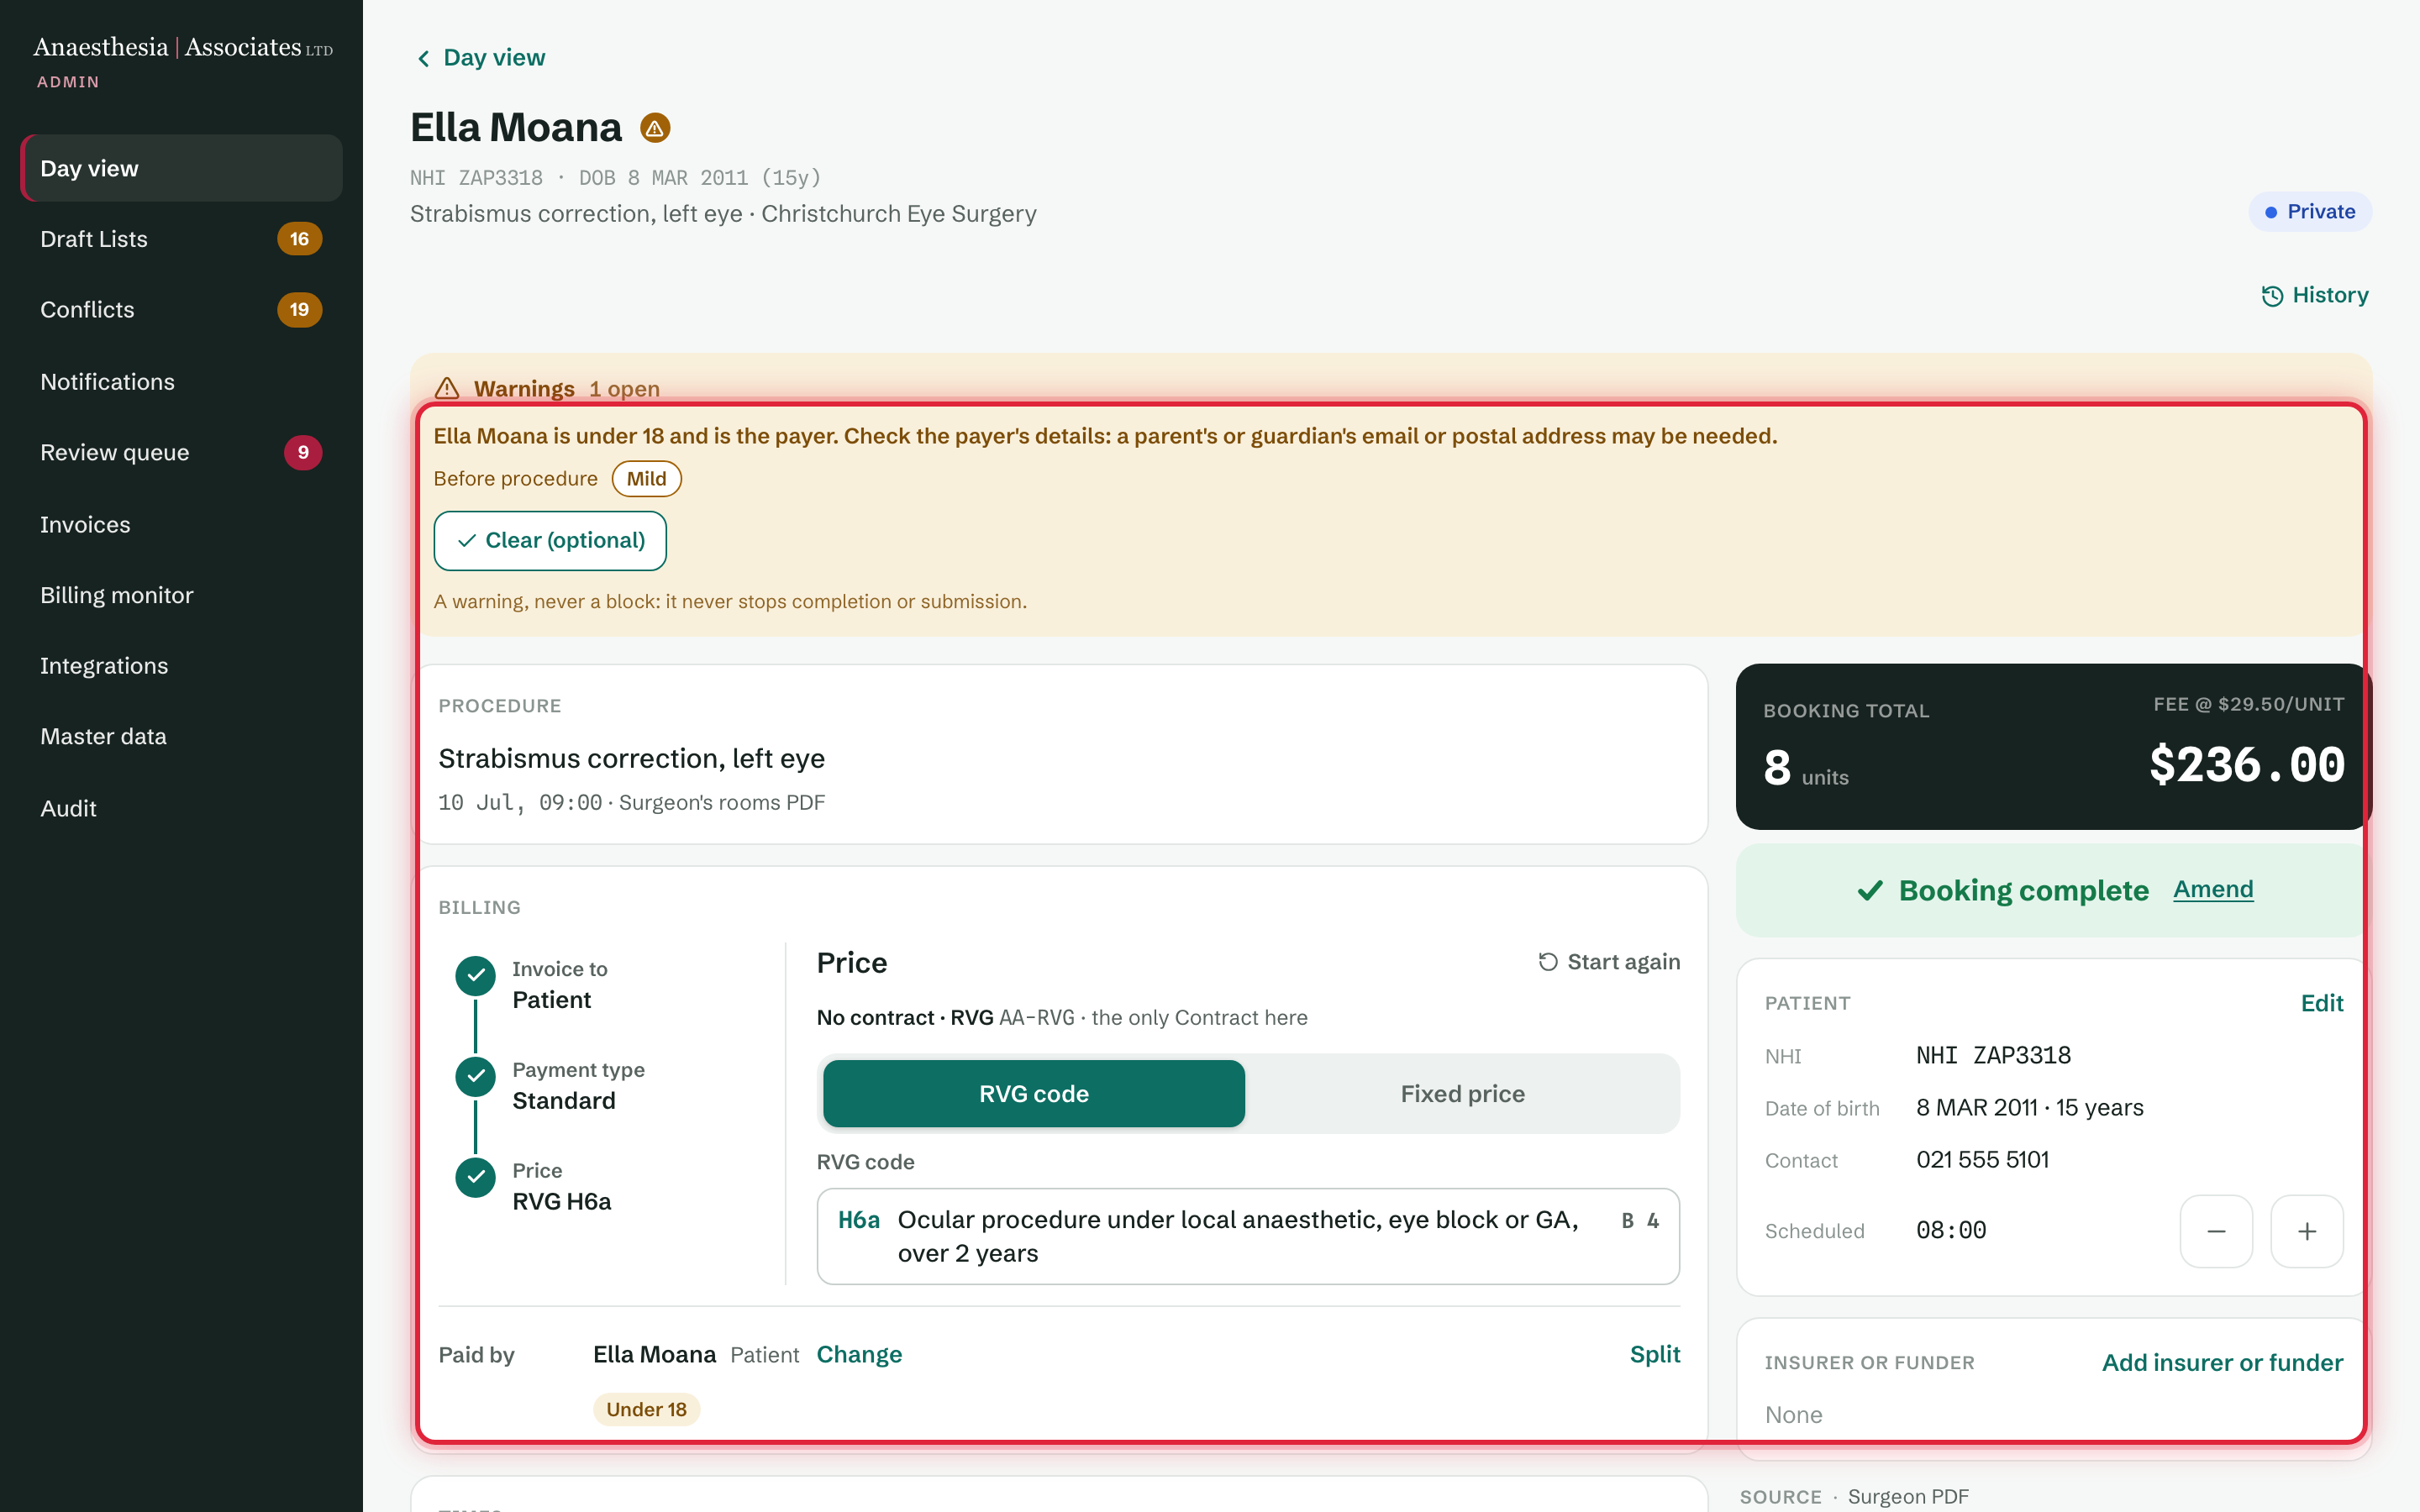 Anaesthesia | Associates LTD
ADMIN
Day view
Draft Lists 16
Conflicts 19
Notifications
Review queue 9
Invoices
Billing monitor
Integrations
Master data
Audit
Day view
Ella Moana
NHI ZAP3318 · DOB 8 MAR 2011 (15y)
Strabismus correction, left eye · Christchurch Eye Surgery
Private
History
Warnings 1 open
Ella Moana is under 18 and is the payer. Check the payer's details: a parent's or guardian's email or postal address may be needed.
Before procedure Mild
Clear (optional)
A warning, never a block: it never stops completion or submission.
PROCEDURE
Strabismus correction, left eye
10 Jul, 09:00 · Surgeon's rooms PDF
BILLING
Invoice to
Patient
Payment type
Standard
Price
RVG H6a
Price
Start again
No contract · RVG AA-RVG · the only Contract here
RVG code
Fixed price
RVG code
H6a Ocular procedure under local anaesthetic, eye block or GA, B 4
over 2 years
Paid by Ella Moana Patient Change Split
Under 18
BOOKING TOTAL FEE @ $29.50/UNIT
8 units $236.00
Booking complete Amend
PATIENT Edit
NHI NHI ZAP3318
Date of birth 8 MAR 2011 · 15 years
Contact 021 555 5101
Scheduled 08:00 − +
INSURER OR FUNDER Add insurer or funder
None
SOURCE · Surgeon PDF